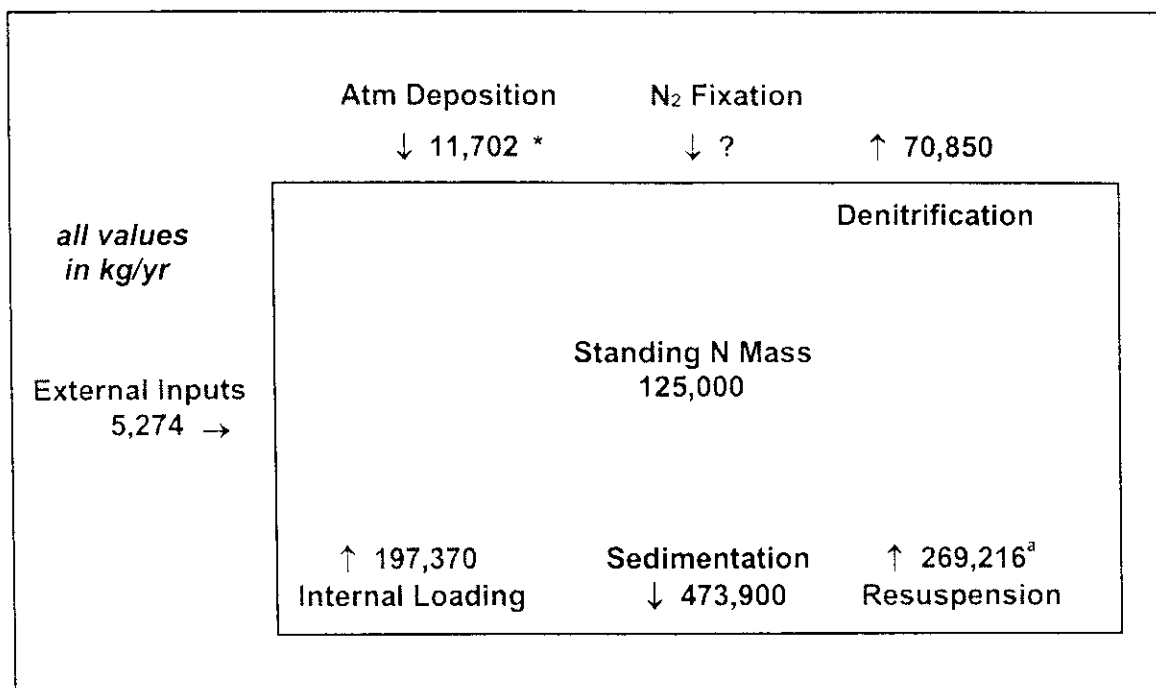 Atm Deposition N₂ Fixation
↓ 11,702 * ↓ ? ↑ 70,850
Denitrification
all values
in kg/yr
Standing N Mass
125,000
External Inputs
5,274 →
↑ 197,370 Sedimentation ↑ 269,216ᵃ
Internal Loading ↓ 473,900 Resuspension